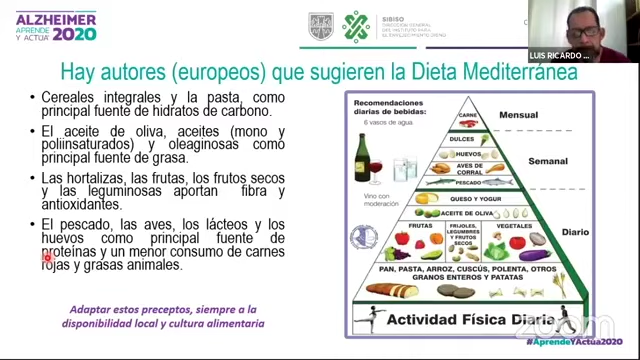 ALZHEIMER
APRENDE
Y ACTÚA
2020
SIBISO
LUIS RICARDO ...
Hay autores (europeos) que sugieren la Dieta Mediterránea
• Cereales integrales y la pasta, como
principal fuente de hidratos de carbono.
• El aceite de oliva, aceites (mono y
poliinsaturados) y oleaginosas como
principal fuente de grasa.
• Las hortalizas, las frutas, los frutos secos
y las leguminosas aportan fibra y
antioxidantes.
• El pescado, las aves, los lácteos y los
huevos como principal fuente de
proteínas y un menor consumo de carnes
rojas y grasas animales.
Adaptar estos preceptos, siempre a la
disponibilidad local y cultura alimentaria
Recomendaciones
diarias de bebidas:
6 vasos de agua
Vino con
moderación
CARNE
Mensual
DULCES
HUEVOS
AVES DE
CORRAL
PESCADO
Semanal
QUESO Y YOGUR
ACEITE DE OLIVA
FRUTAS
FRIJOLES,
LEGUMBRES
Y FRUTOS
SECOS
VEGETALES
Diario
PAN, PASTA, ARROZ, CUSCÚS, POLENTA, OTROS
GRANOS ENTEROS Y PATATAS
Actividad Física Diaria
zoom
#AprendeYActúa2020